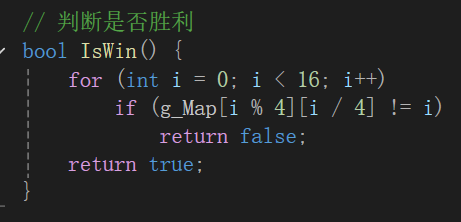 // 判断是否胜利
bool IsWin() {
    for (int i = 0; i < 16; i++)
        if (g_Map[i % 4][i / 4] != i)
            return false;
    return true;
}